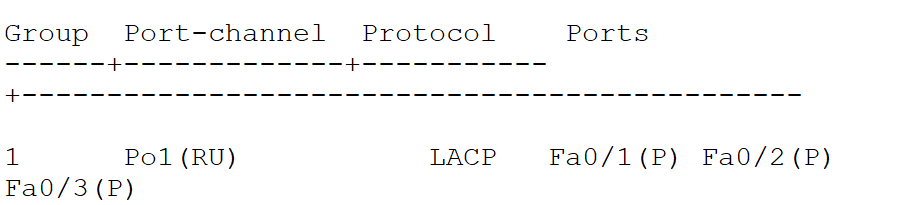 Group  Port-channel  Protocol    Ports
------+-------------+-----------
+----------------------------------------------
1      Po1(RU)           LACP   Fa0/1(P) Fa0/2(P)
Fa0/3(P)